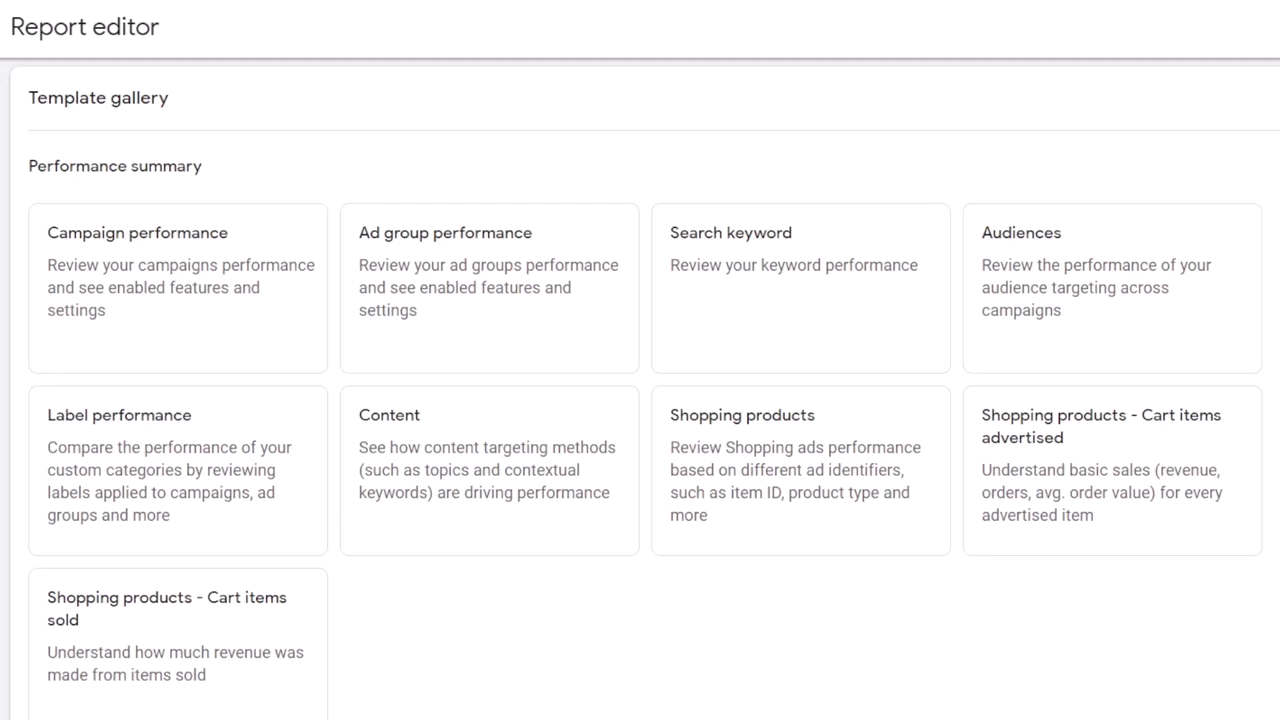 Report editor
Template gallery
Performance summary
Campaign performance
Review your campaigns performance
and see enabled features and
settings
Ad group performance
Review your ad groups performance
and see enabled features and
settings
Search keyword
Review your keyword performance
Audiences
Review the performance of your
audience targeting across
campaigns
Label performance
Compare the performance of your
custom categories by reviewing
labels applied to campaigns, ad
groups and more
Content
See how content targeting methods
(such as topics and contextual
keywords) are driving performance
Shopping products
Review Shopping ads performance
based on different ad identifiers,
such as item ID, product type and
more
Shopping products - Cart items
advertised
Understand basic sales (revenue,
orders, avg. order value) for every
advertised item
Shopping products - Cart items
sold
Understand how much revenue was
made from items sold